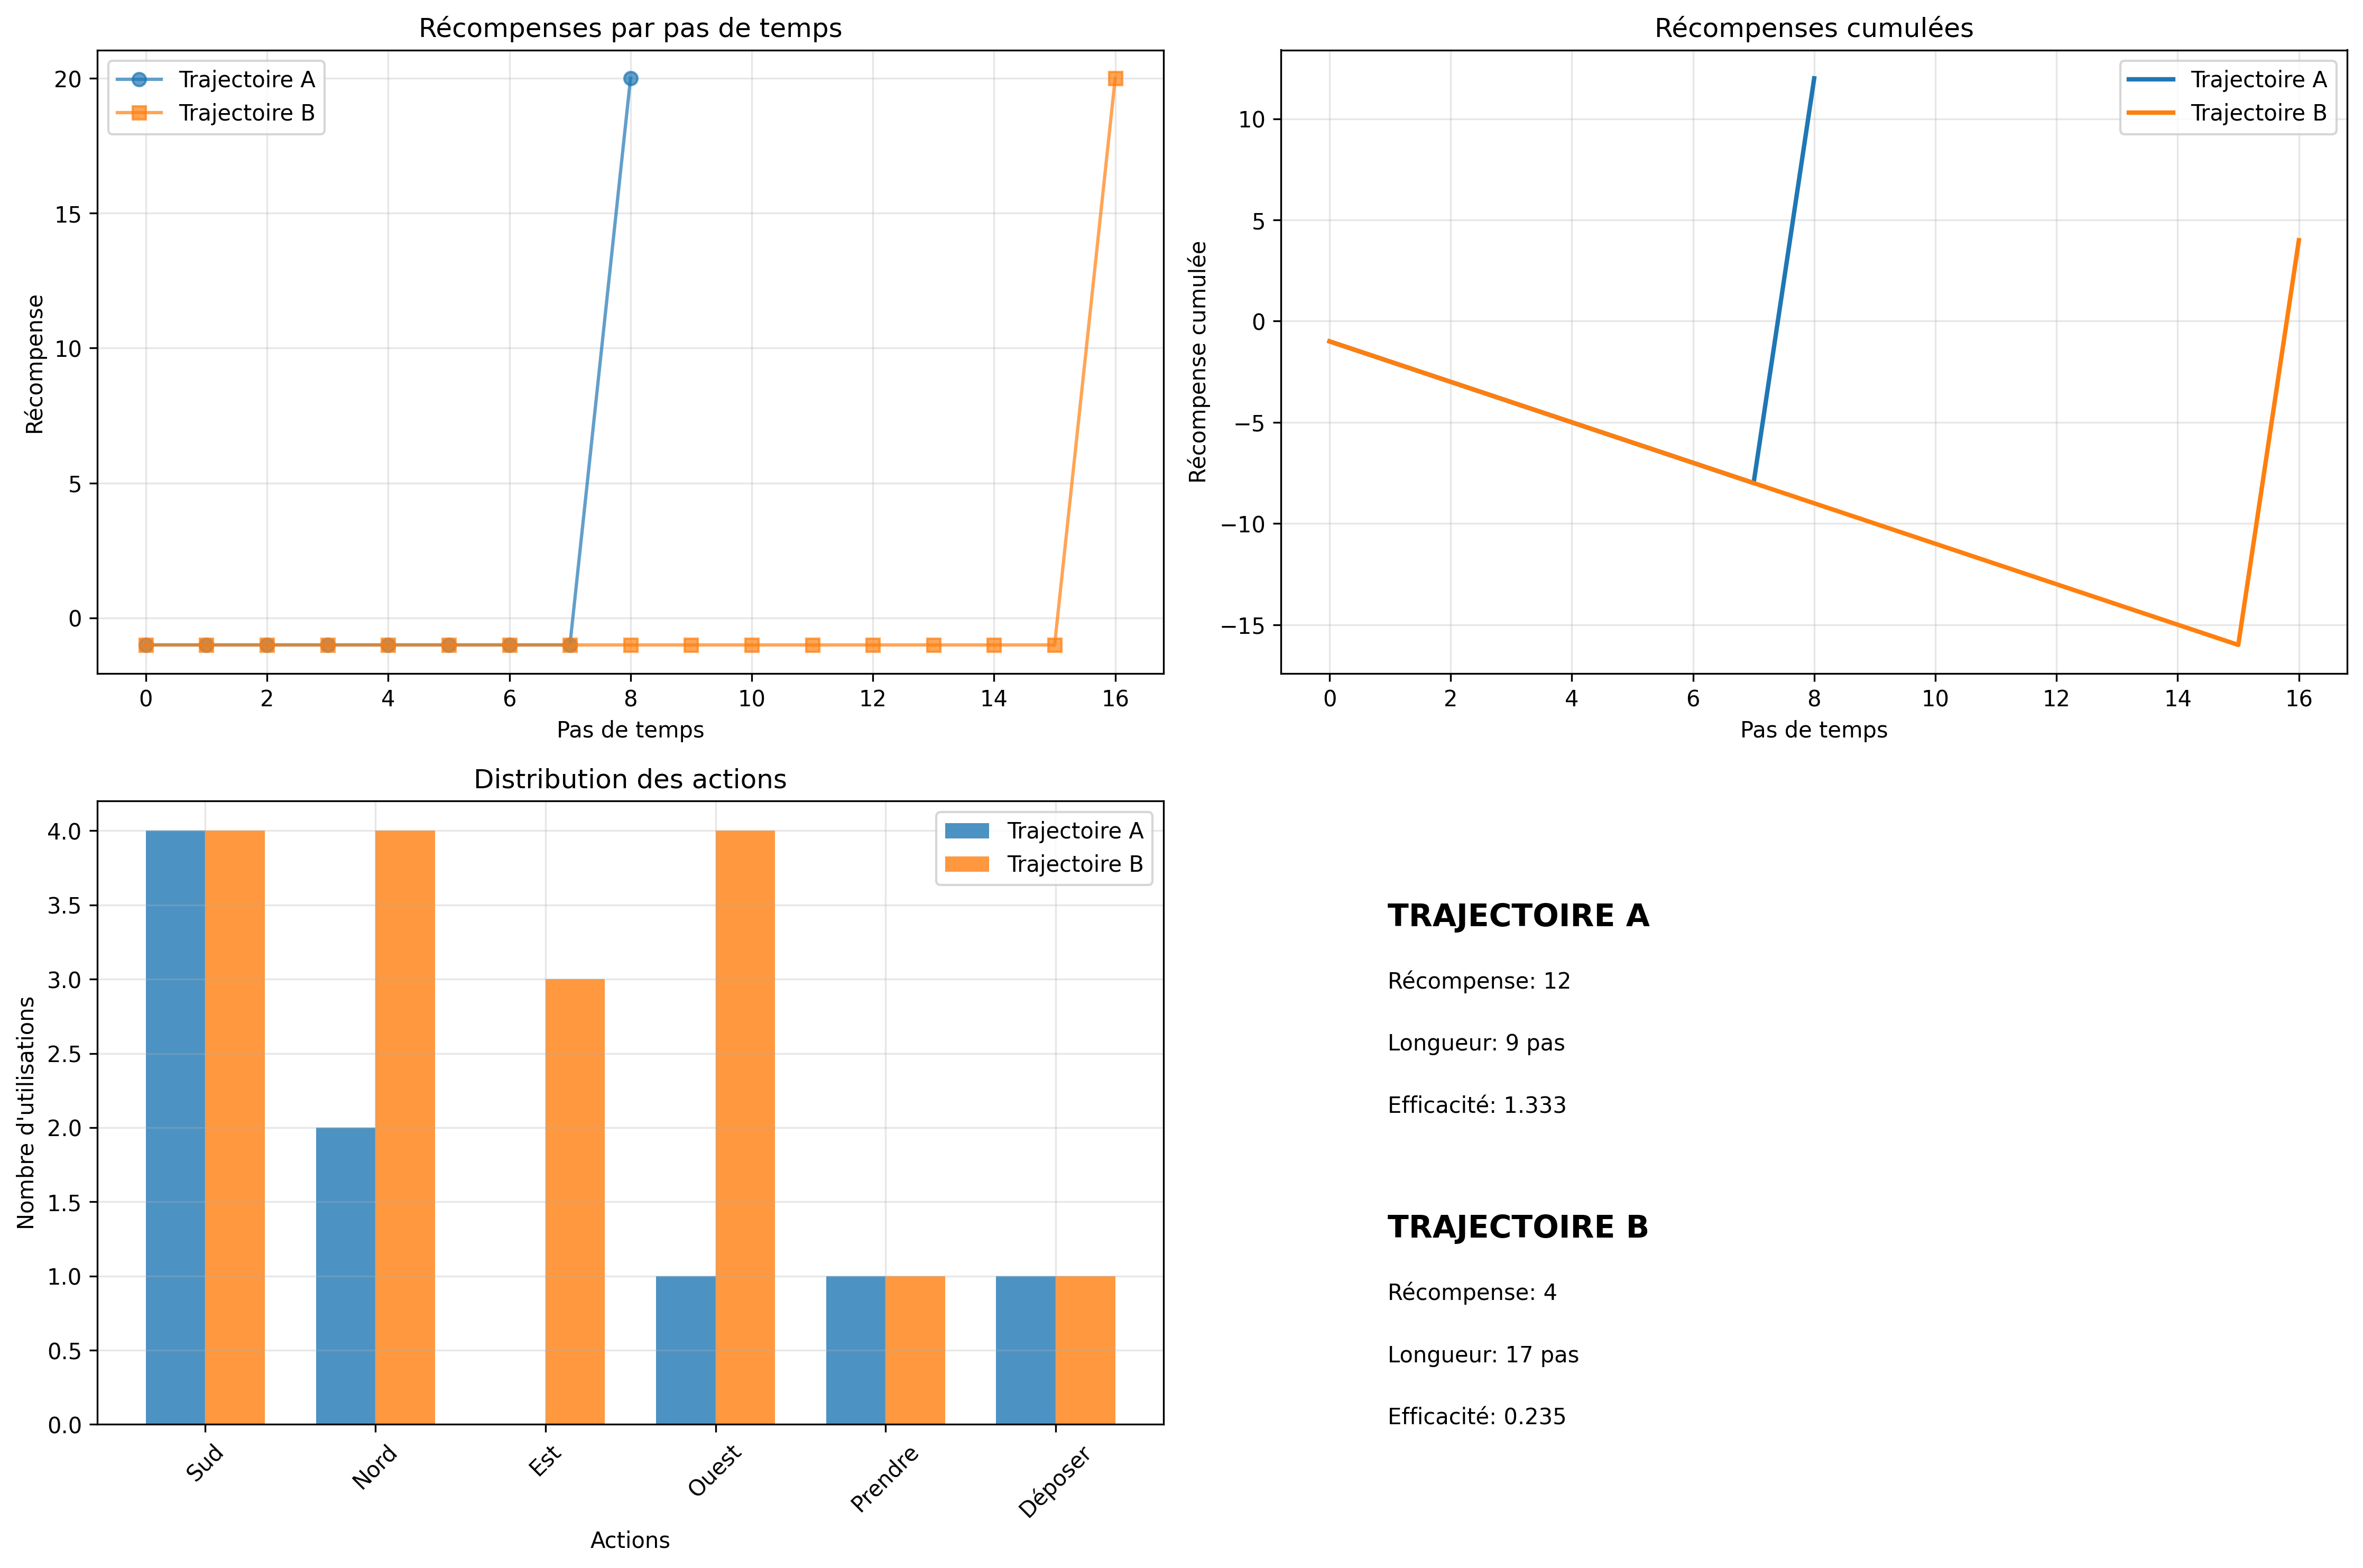 Récompenses par pas de temps
Trajectoire A
Trajectoire B
20
15
10
5
0
Récompense
0 2 4 6 8 10 12 14 16
Pas de temps
Récompenses cumulées
Trajectoire A
Trajectoire B
10
5
0
−5
−10
−15
Récompense cumulée
0 2 4 6 8 10 12 14 16
Pas de temps
Distribution des actions
Trajectoire A
Trajectoire B
4.0
3.5
3.0
2.5
2.0
1.5
1.0
0.5
0.0
Nombre d'utilisations
Sud Nord Est Ouest Prendre Déposer
Actions
TRAJECTOIRE A
Récompense: 12
Longueur: 9 pas
Efficacité: 1.333
TRAJECTOIRE B
Récompense: 4
Longueur: 17 pas
Efficacité: 0.235